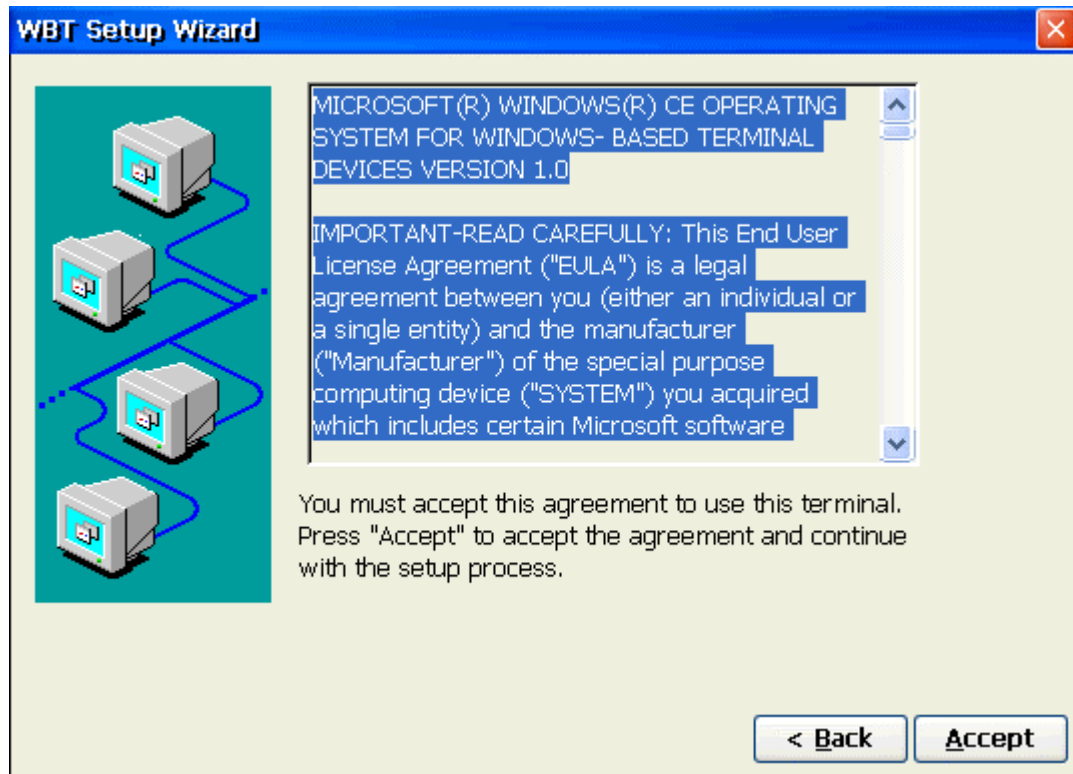 WBT Setup Wizard
MICROSOFT(R) WINDOWS(R) CE OPERATING
SYSTEM FOR WINDOWS- BASED TERMINAL
DEVICES VERSION 1.0
IMPORTANT-READ CAREFULLY: This End User
License Agreement ("EULA") is a legal
agreement between you (either an individual or
a single entity) and the manufacturer
("Manufacturer") of the special purpose
computing device ("SYSTEM") you acquired
which includes certain Microsoft software
You must accept this agreement to use this terminal.
Press "Accept" to accept the agreement and continue
with the setup process.
< Back Accept